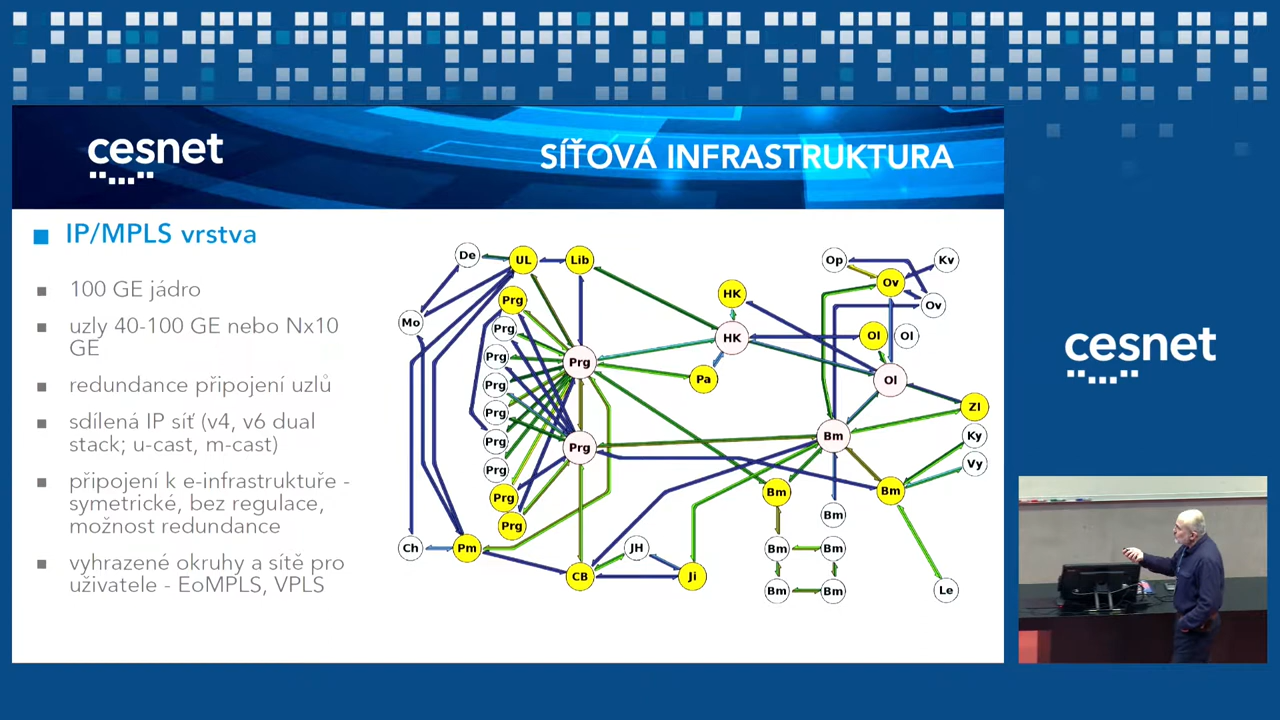 cesnet
SÍŤOVÁ INFRASTRUKTURA
IP/MPLS vrstva
100 GE jádro
uzly 40-100 GE nebo Nx10
GE
redundance připojení uzlů
sdílená IP síť (v4, v6 dual
stack; u-cast, m-cast)
připojení k e-infrastruktuře -
symetrické, bez regulace,
možnost redundance
vyhrazené okruhy a sítě pro
uživatele - EoMPLS, VPLS
De
UL
Lib
Mo
Prg
Prg
Prg
Prg
Prg
Prg
Prg
Prg
Prg
Prg
Prg
HK
HK
Pa
Op
Kv
Ov
Ov
Ol
Ol
Ol
Zl
Bm
Ky
Vy
Bm
Bm
Bm
Ch
Pm
CB
JH
Ji
Bm
Bm
Bm
Bm
Le
cesnet